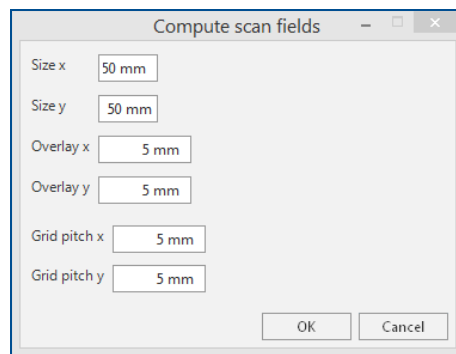 Compute scan fields
Size x 50 mm
Size y 50 mm
Overlay x 5 mm
Overlay y 5 mm
Grid pitch x 5 mm
Grid pitch y 5 mm
OK Cancel